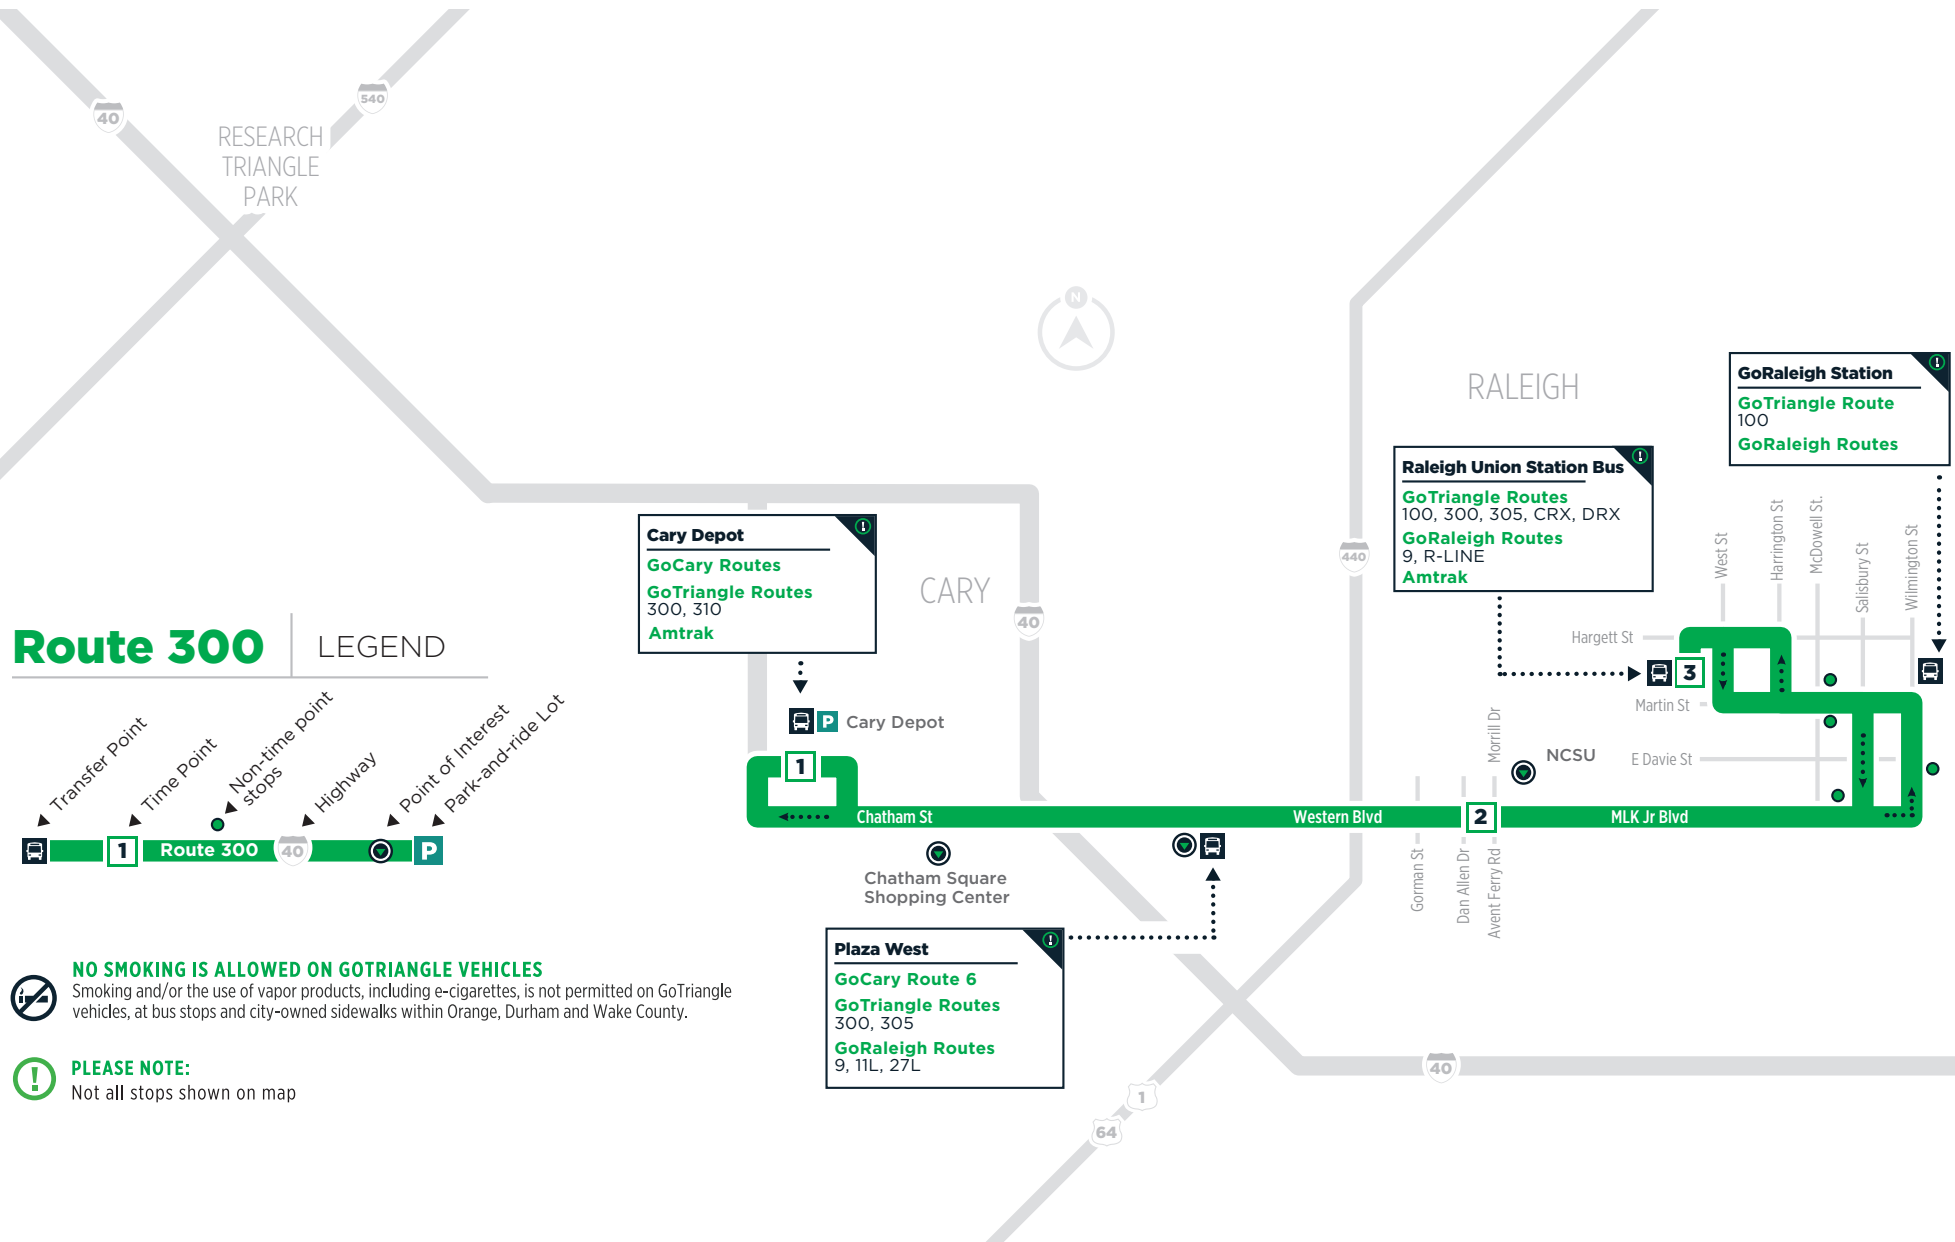 40
540
RESEARCH
TRIANGLE
PARK
N
RALEIGH
GoRaleigh Station
!
GoTriangle Route
100
GoRaleigh Routes
Raleigh Union Station Bus
!
GoTriangle Routes
100, 300, 305, CRX, DRX
GoRaleigh Routes
9, R-LINE
Amtrak
Cary Depot
!
GoCary Routes
GoTriangle Routes
300, 310
Amtrak
CARY
40
440
West St
Harrington St
McDowell St.
Salisbury St
Wilmington St
Hargett St
3
Martin St
E Davie St
Route 300
LEGEND
Transfer Point
Time Point
Non-time point
stops
Highway
Point of Interest
Park-and-ride Lot
1
Route 300
40
P
P
Cary Depot
1
Chatham St
Western Blvd
2
MLK Jr Blvd
Morrill Dr
NCSU
Gorman St
Dan Allen Dr
Avent Ferry Rd
Chatham Square
Shopping Center
Plaza West
!
GoCary Route 6
GoTriangle Routes
300, 305
GoRaleigh Routes
9, 11L, 27L
NO SMOKING IS ALLOWED ON GOTRIANGLE VEHICLES
Smoking and/or the use of vapor products, including e-cigarettes, is not permitted on GoTriangle
vehicles, at bus stops and city-owned sidewalks within Orange, Durham and Wake County.
!
PLEASE NOTE:
Not all stops shown on map
40
1
64